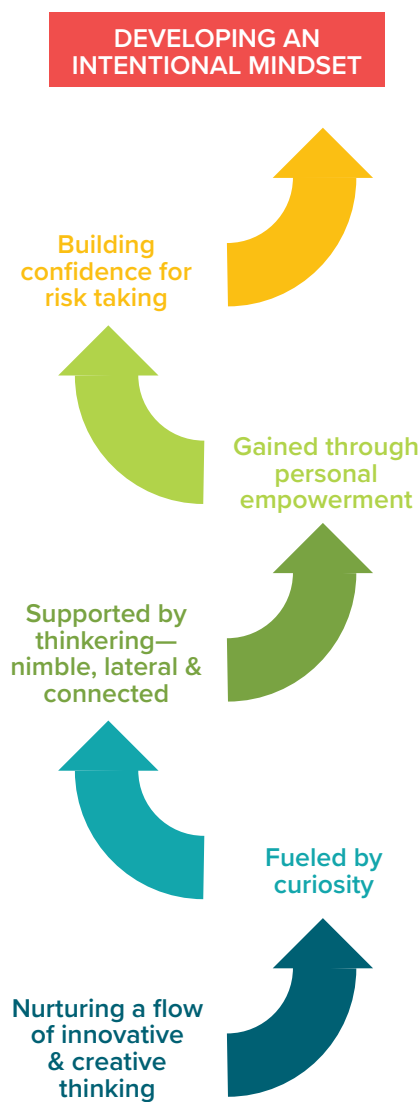 DEVELOPING AN
INTENTIONAL MINDSET
Building
confidence for
risk taking
Gained through
personal
empowerment
Supported by
thinkering—
nimble, lateral &
connected
Fueled by
curiosity
Nurturing a flow
of innovative
& creative
thinking